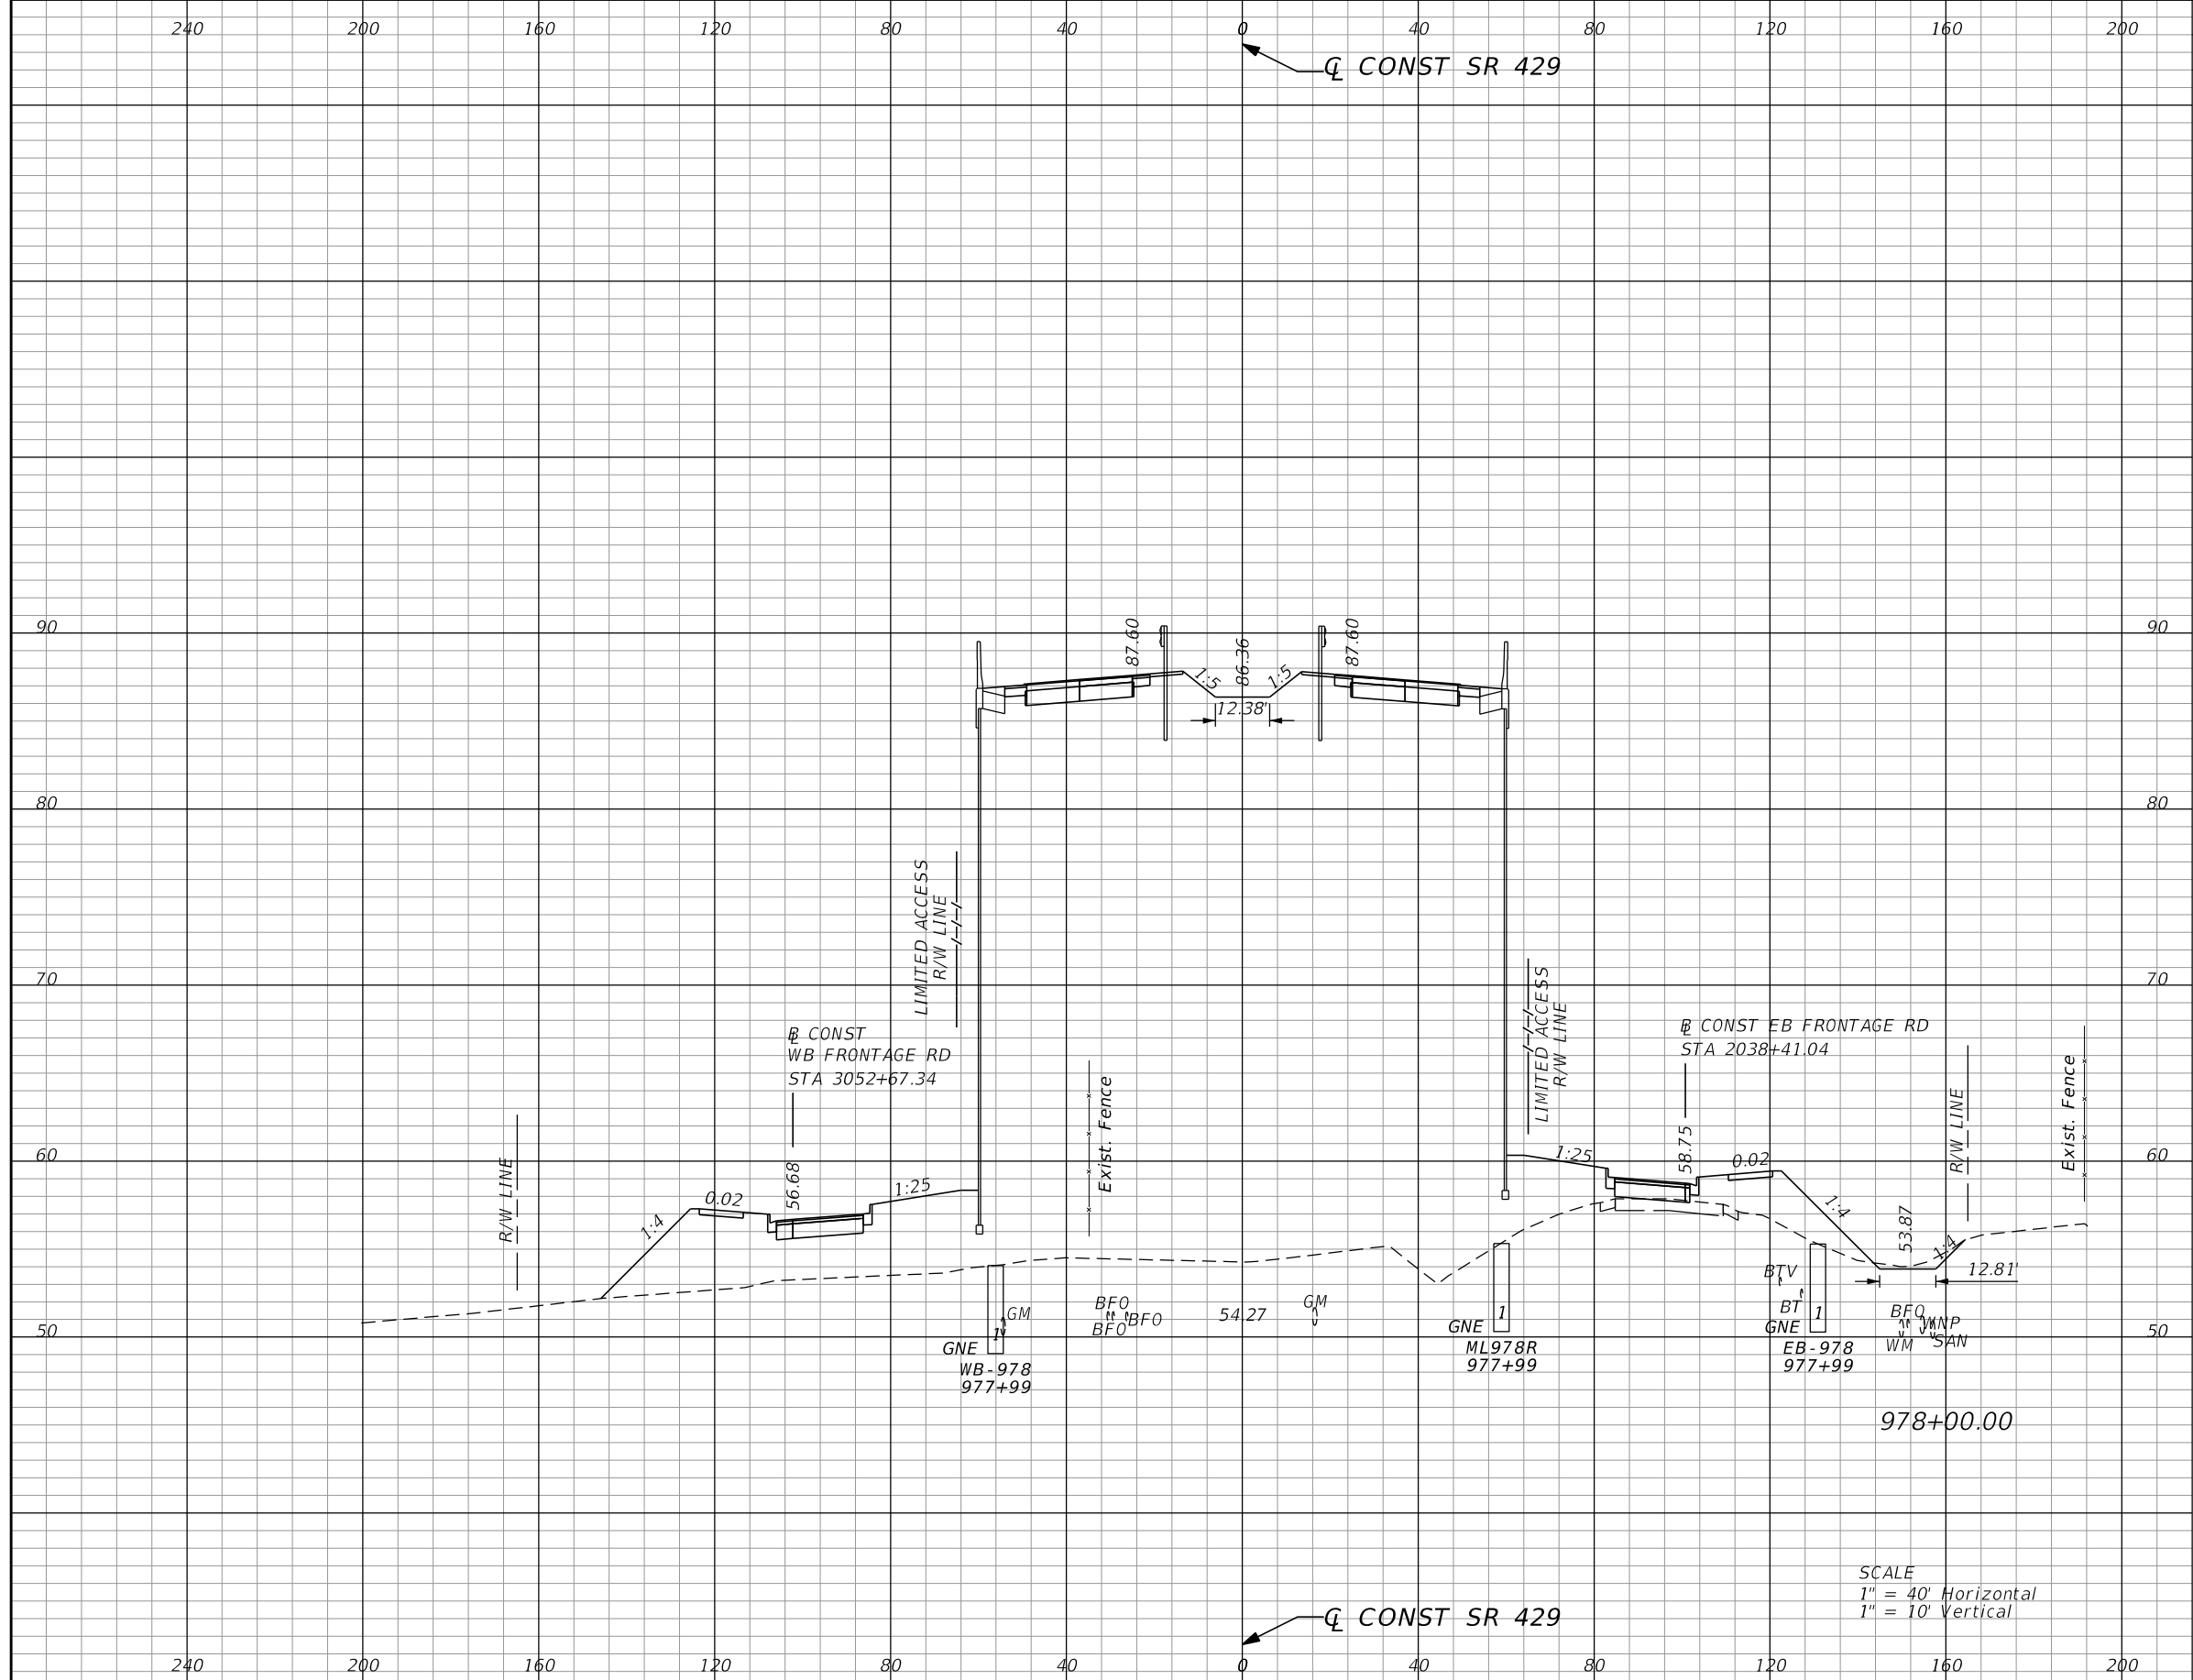 240 200 160 120 80 40 0 40 80 120 160 200
℄ CONST SR 429
90 90
87.60
86.36
87.60
1:5
1:5
12.38'
80 80
LIMITED ACCESS
R/W LINE
70 70
LIMITED ACCESS
R/W LINE
BL CONST
WB FRONTAGE RD
STA 3052+67.34
BL CONST EB FRONTAGE RD
STA 2038+41.04
Exist. Fence
Exist. Fence
R/W LINE
R/W LINE
60 60
56.68
58.75
1:25
1:25
0.02
0.02
1:4
1:4
1:4
53.87
12.81'
BTV
BT
GM
BFO
BFO
BFO
54.27
GM
BFO
WNP
WM
SAN
50 50
1
GNE
WB-978
977+99
1
GNE
ML978R
977+99
1
GNE
EB-978
977+99
978+00.00
SCALE
1" = 40' Horizontal
1" = 10' Vertical
℄ CONST SR 429
240 200 160 120 80 40 0 40 80 120 160 200